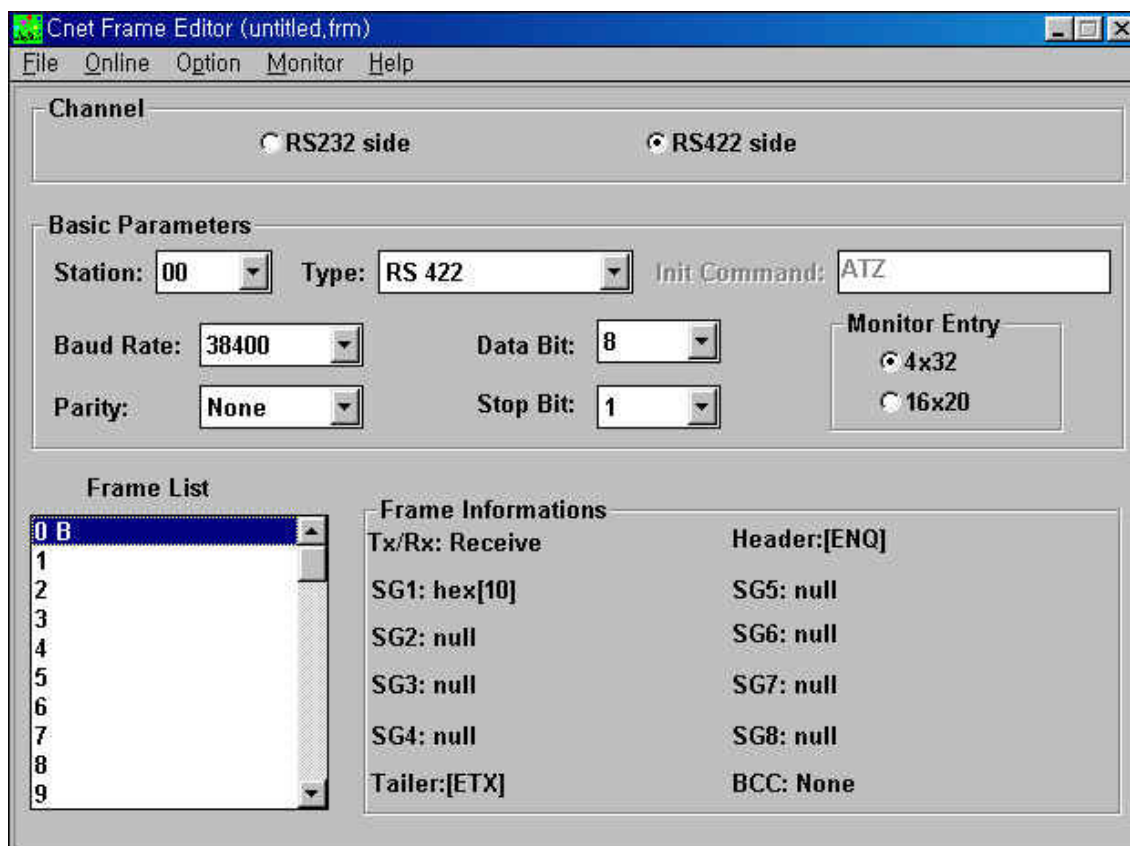 Cnet Frame Editor (untitled,frm)
File Online Option Monitor Help
Channel
RS232 side RS422 side
Basic Parameters
Station: 00 Type: RS 422 Init Command: ATZ
Baud Rate: 38400 Data Bit: 8 Monitor Entry
4x32
Parity: None Stop Bit: 1 16x20
Frame List
Frame Informations
0 B
1
2
3
4
5
6
7
8
9
Tx/Rx: Receive Header:[ENQ]
SG1: hex[10] SG5: null
SG2: null SG6: null
SG3: null SG7: null
SG4: null SG8: null
Tailer:[ETX] BCC: None